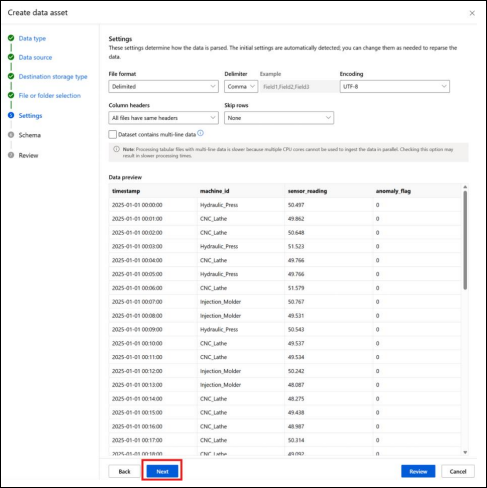 Create data asset
Data type
Data source
Destination storage type
File or folder selection
Settings
Schema
Review
Settings
These settings determine how the data is parsed. The initial settings are automatically detected; you can change them as needed to reparse the
data.
File format Delimiter Example Encoding
Delimited Comma Field1,Field2,Field3 UTF-8
Column headers Skip rows
All files have same headers None
Dataset contains multi-line data
Note: Processing tabular files with multi-line data is slower because multiple CPU cores cannot be used to ingest the data in parallel. Checking this option may
result in slower processing times.
Data preview
timestamp machine_id sensor_reading anomaly_flag
2025-01-01 00:00:00 Hydraulic_Press 50.497 0
2025-01-01 00:01:00 CNC_Lathe 49.862 0
2025-01-01 00:02:00 CNC_Lathe 50.648 0
2025-01-01 00:03:00 Hydraulic_Press 51.523 0
2025-01-01 00:04:00 CNC_Lathe 49.766 0
2025-01-01 00:05:00 Hydraulic_Press 49.766 0
2025-01-01 00:06:00 CNC_Lathe 51.579 0
2025-01-01 00:07:00 Injection_Molder 50.767 0
2025-01-01 00:08:00 Injection_Molder 49.531 0
2025-01-01 00:09:00 Hydraulic_Press 50.543 0
2025-01-01 00:10:00 CNC_Lathe 49.537 0
2025-01-01 00:11:00 CNC_Lathe 49.534 0
2025-01-01 00:12:00 Injection_Molder 50.242 0
2025-01-01 00:13:00 Injection_Molder 48.087 0
2025-01-01 00:14:00 CNC_Lathe 48.275 0
2025-01-01 00:15:00 CNC_Lathe 49.438 0
2025-01-01 00:16:00 CNC_Lathe 48.987 0
2025-01-01 00:17:00 CNC_Lathe 50.314 0
2025-01-01 00:18:00 CNC_Lathe 49.092 0
Back Next Review Cancel